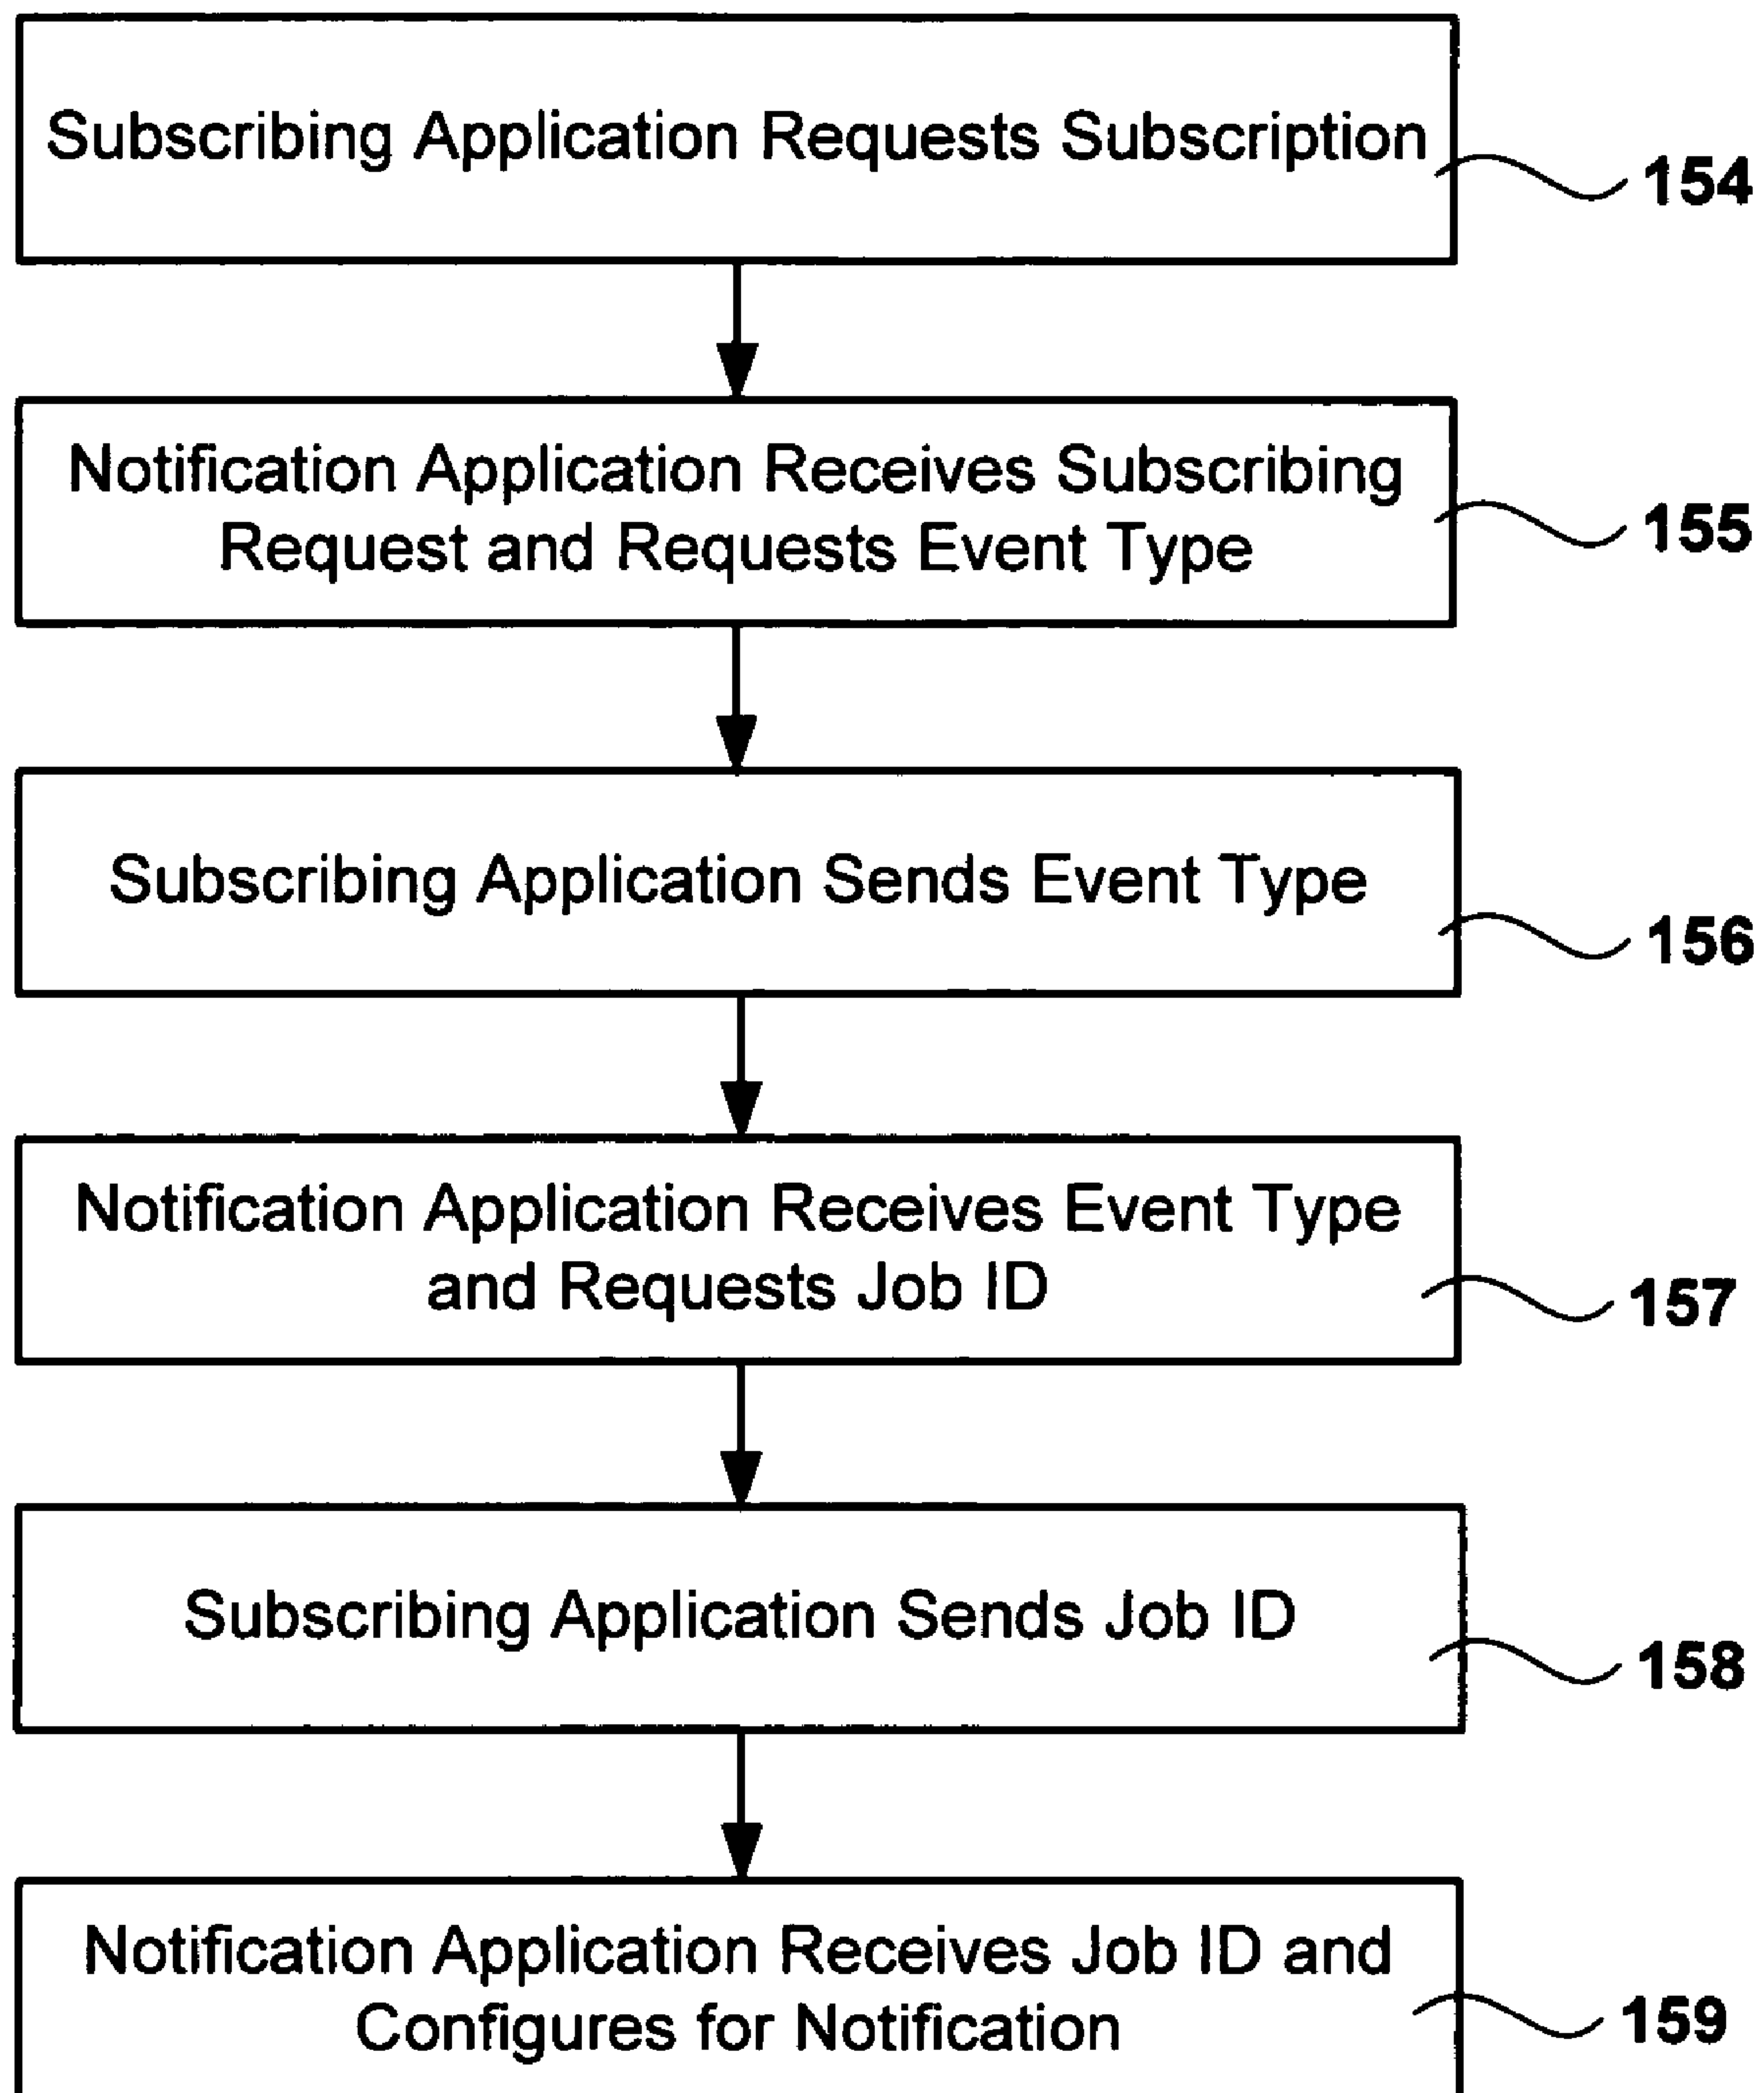 Subscribing Application Requests Subscription
154
Notification Application Receives Subscribing
Request and Requests Event Type
155
Subscribing Application Sends Event Type
156
Notification Application Receives Event Type
and Requests Job ID
157
Subscribing Application Sends Job ID
158
Notification Application Receives Job ID and
Configures for Notification
159